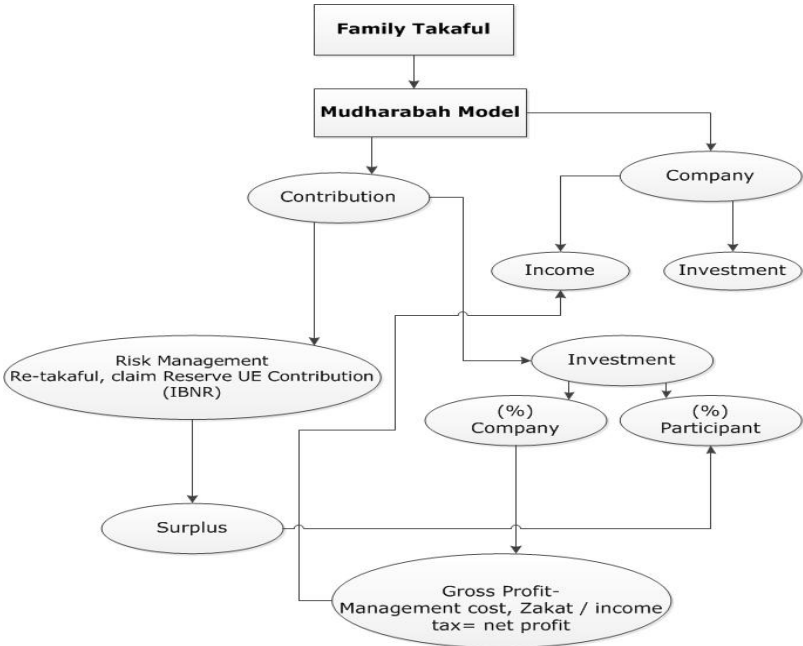 Family Takaful
Mudharabah Model
Contribution
Company
Income
Investment
Risk Management
Re-takaful, claim Reserve UE Contribution
(IBNR)
Investment
(%)
Company
(%)
Participant
Surplus
Gross Profit-
Management cost, Zakat / income
tax= net profit